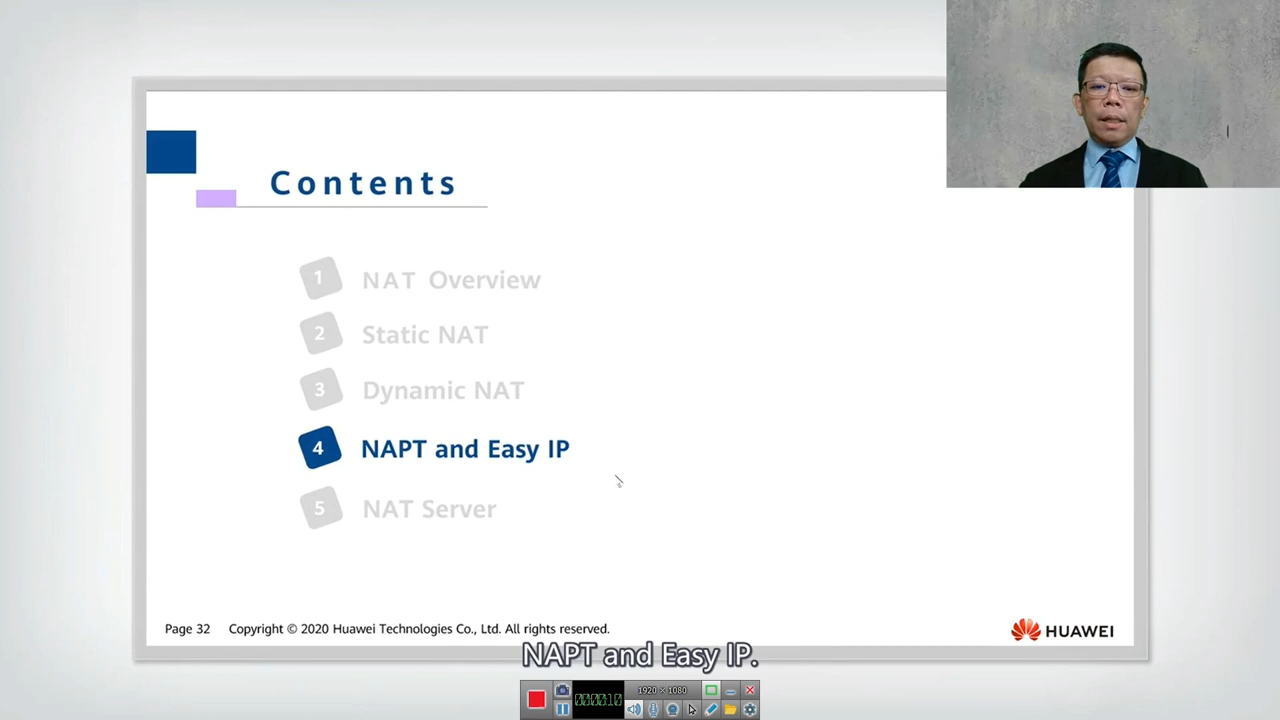 Contents
1 NAT Overview
2 Static NAT
3 Dynamic NAT
4 NAPT and Easy IP
5 NAT Server
Page 32 Copyright © 2020 Huawei Technologies Co., Ltd. All rights reserved.
HUAWEI
NAPT and Easy IP.
1920 × 1080
000010